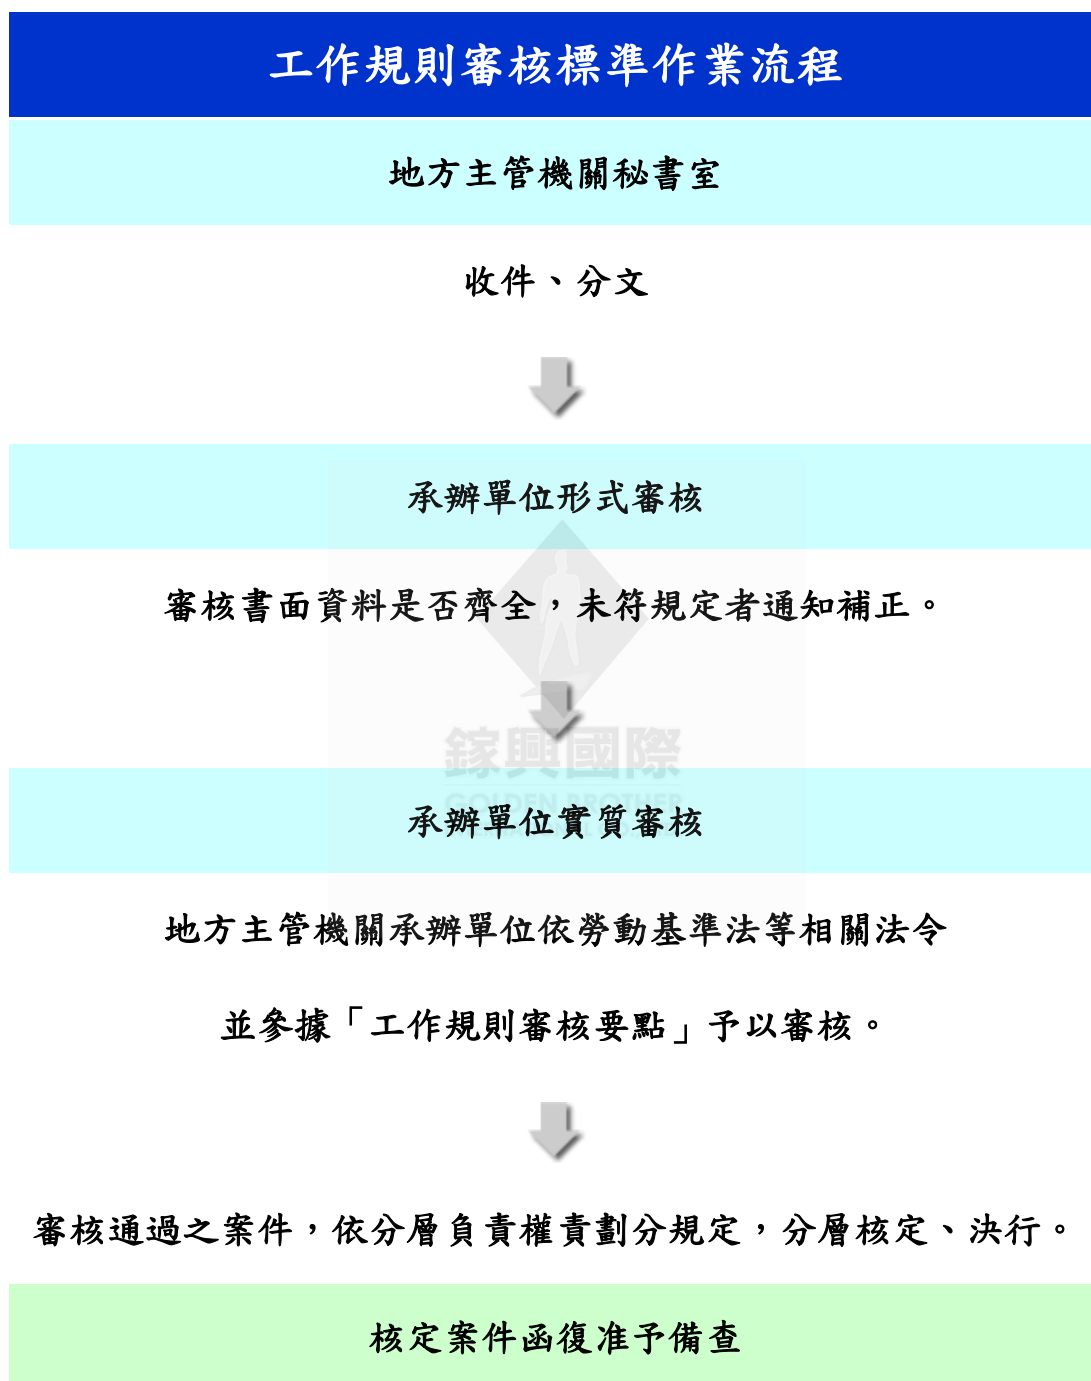 工作規則審核標準作業流程
地方主管機關秘書室
收件、分文
承辦單位形式審核
審核書面資料是否齊全，未符規定者通知補正。
鎵興國際
GOLDEN BROTHER
承辦單位實質審核
地方主管機關承辦單位依勞動基準法等相關法令
並參據「工作規則審核要點」予以審核。
審核通過之案件，依分層負責權責劃分規定，分層核定、決行。
核定案件函復准予備查